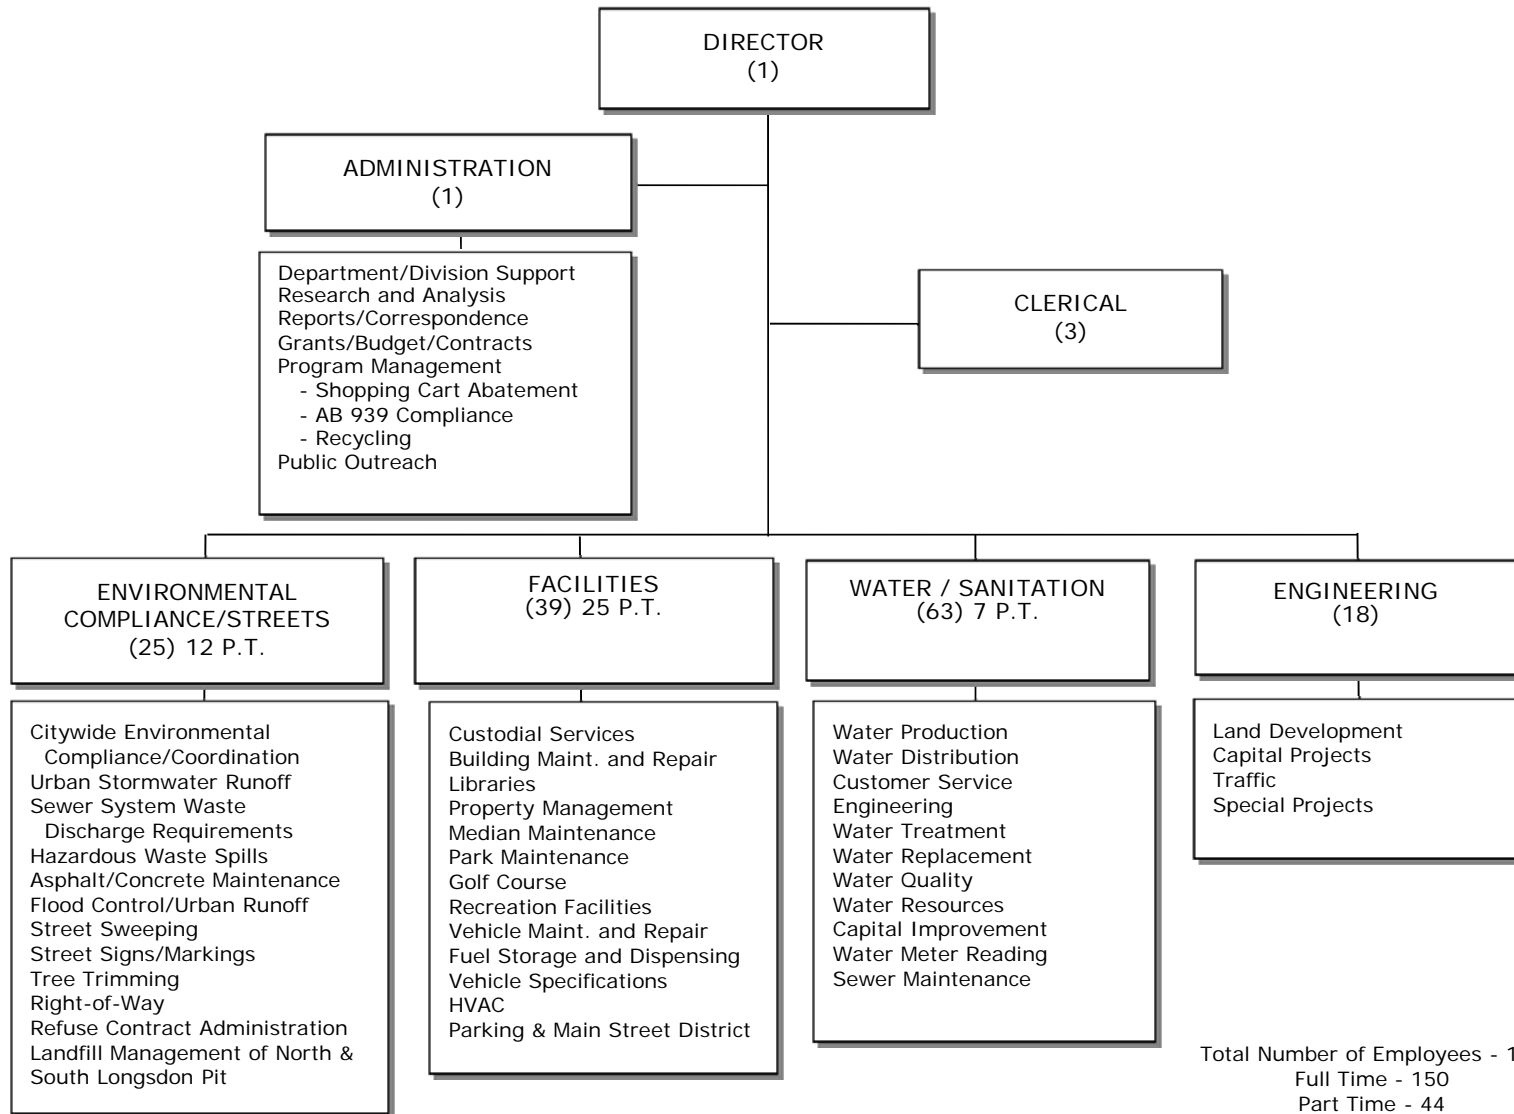 DIRECTOR
(1)
ADMINISTRATION
(1)
Department/Division Support
Research and Analysis
Reports/Correspondence
Grants/Budget/Contracts
Program Management
- Shopping Cart Abatement
- AB 939 Compliance
- Recycling
Public Outreach
CLERICAL
(3)
ENVIRONMENTAL
COMPLIANCE/STREETS
(25) 12 P.T.
Citywide Environmental
Compliance/Coordination
Urban Stormwater Runoff
Sewer System Waste
Discharge Requirements
Hazardous Waste Spills
Asphalt/Concrete Maintenance
Flood Control/Urban Runoff
Street Sweeping
Street Signs/Markings
Tree Trimming
Right-of-Way
Refuse Contract Administration
Landfill Management of North &
South Longsdon Pit
FACILITIES
(39) 25 P.T.
Custodial Services
Building Maint. and Repair
Libraries
Property Management
Median Maintenance
Park Maintenance
Golf Course
Recreation Facilities
Vehicle Maint. and Repair
Fuel Storage and Dispensing
Vehicle Specifications
HVAC
Parking & Main Street District
WATER / SANITATION
(63) 7 P.T.
Water Production
Water Distribution
Customer Service
Engineering
Water Treatment
Water Replacement
Water Quality
Water Resources
Capital Improvement
Water Meter Reading
Sewer Maintenance
ENGINEERING
(18)
Land Development
Capital Projects
Traffic
Special Projects
Total Number of Employees -
Full Time - 150
Part Time - 44